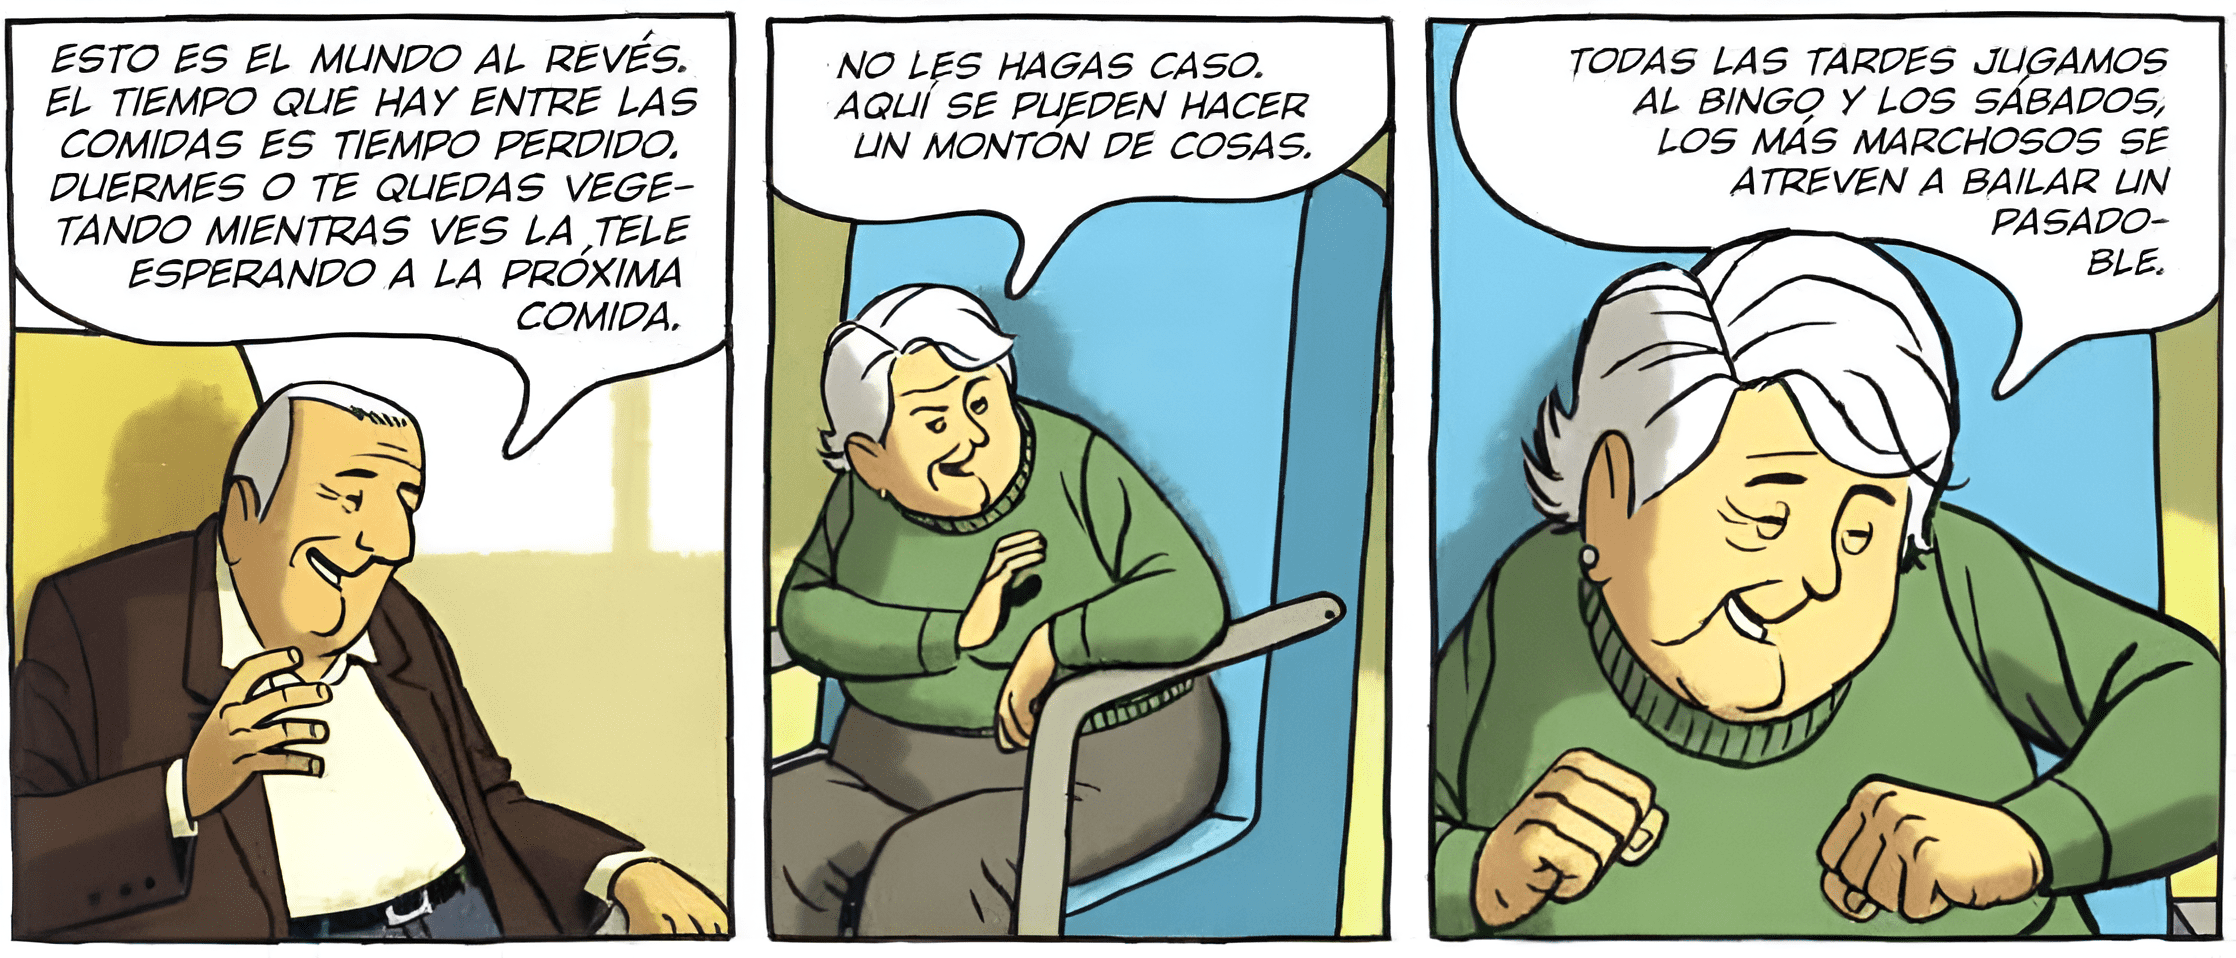 ESTO ES EL MUNDO AL REVÉS.
EL TIEMPO QUE HAY ENTRE LAS
COMIDAS ES TIEMPO PERDIDO.
DUERMES O TE QUEDAS VEGE-
TANDO MIENTRAS VES LA TELE
ESPERANDO A LA PRÓXIMA
COMIDA.
NO LES HAGAS CASO.
AQUÍ SE PUEDEN HACER
UN MONTÓN DE COSAS.
TODAS LAS TARDES JUGAMOS
AL BINGO Y LOS SÁBADOS,
LOS MÁS MARCHOSOS SE
ATREVEN A BAILAR UN
PASADO-
BLE.